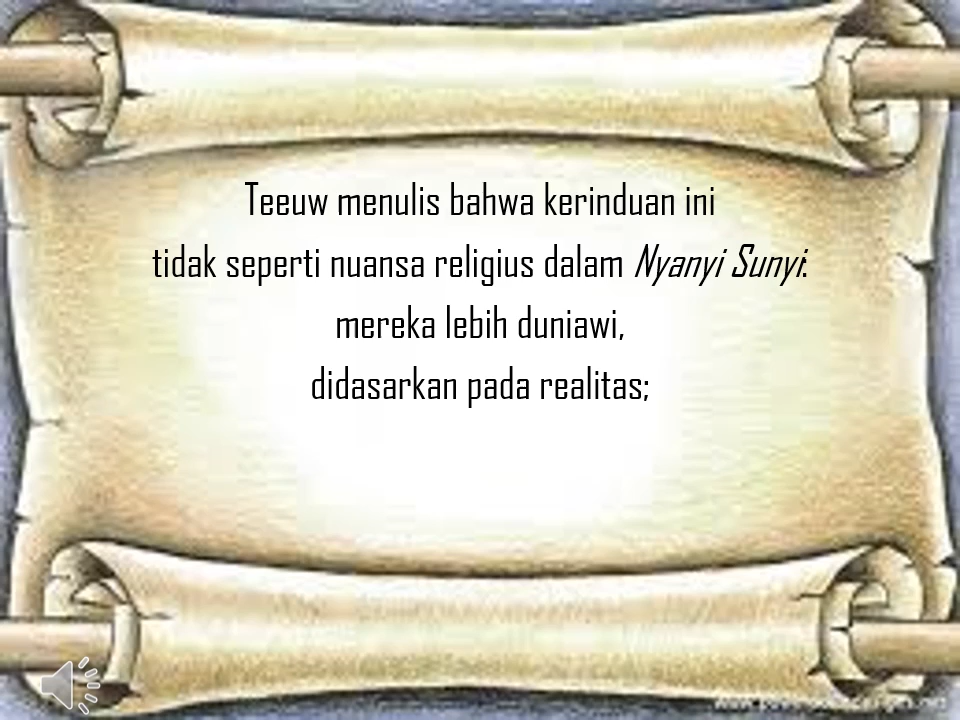 Teeuw menulis bahwa kerinduan ini
tidak seperti nuansa religius dalam Nyanyi Sunyi:
mereka lebih duniawi,
didasarkan pada realitas;